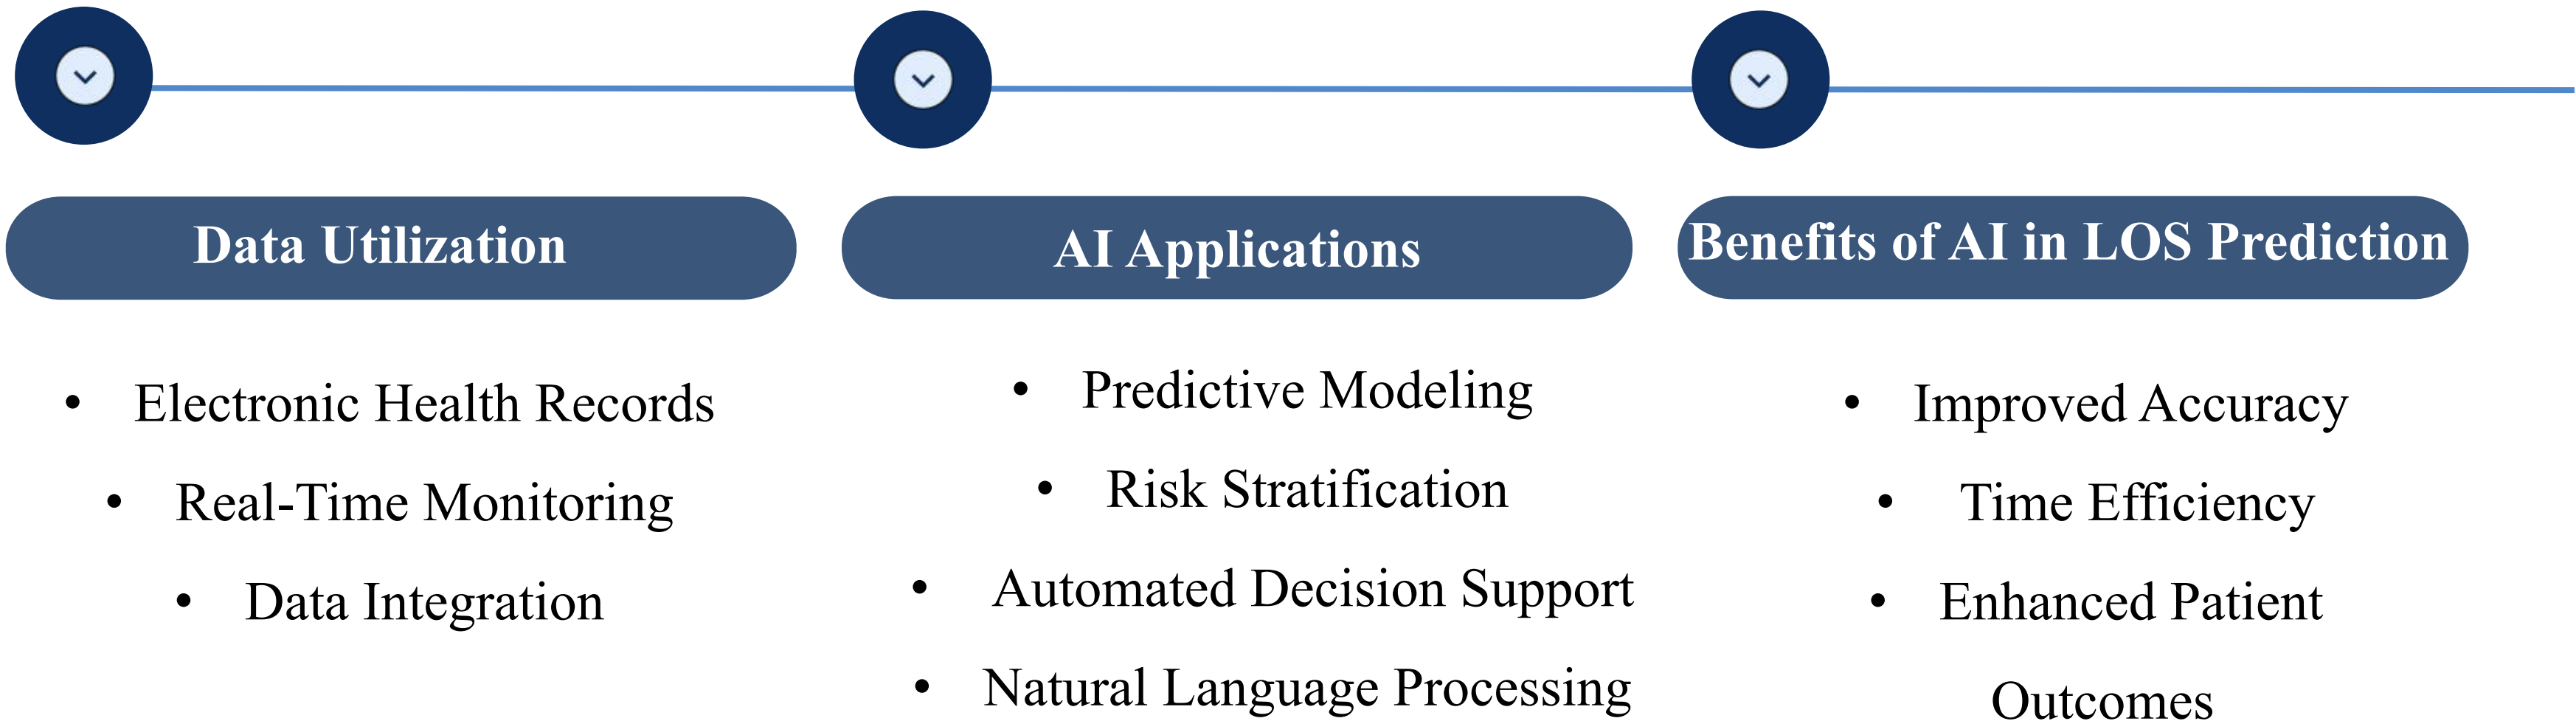 Data Utilization
• Electronic Health Records
• Real-Time Monitoring
• Data Integration
AI Applications
• Predictive Modeling
• Risk Stratification
• Automated Decision Support
• Natural Language Processing
Benefits of AI in LOS Prediction
• Improved Accuracy
• Time Efficiency
• Enhanced Patient
Outcomes